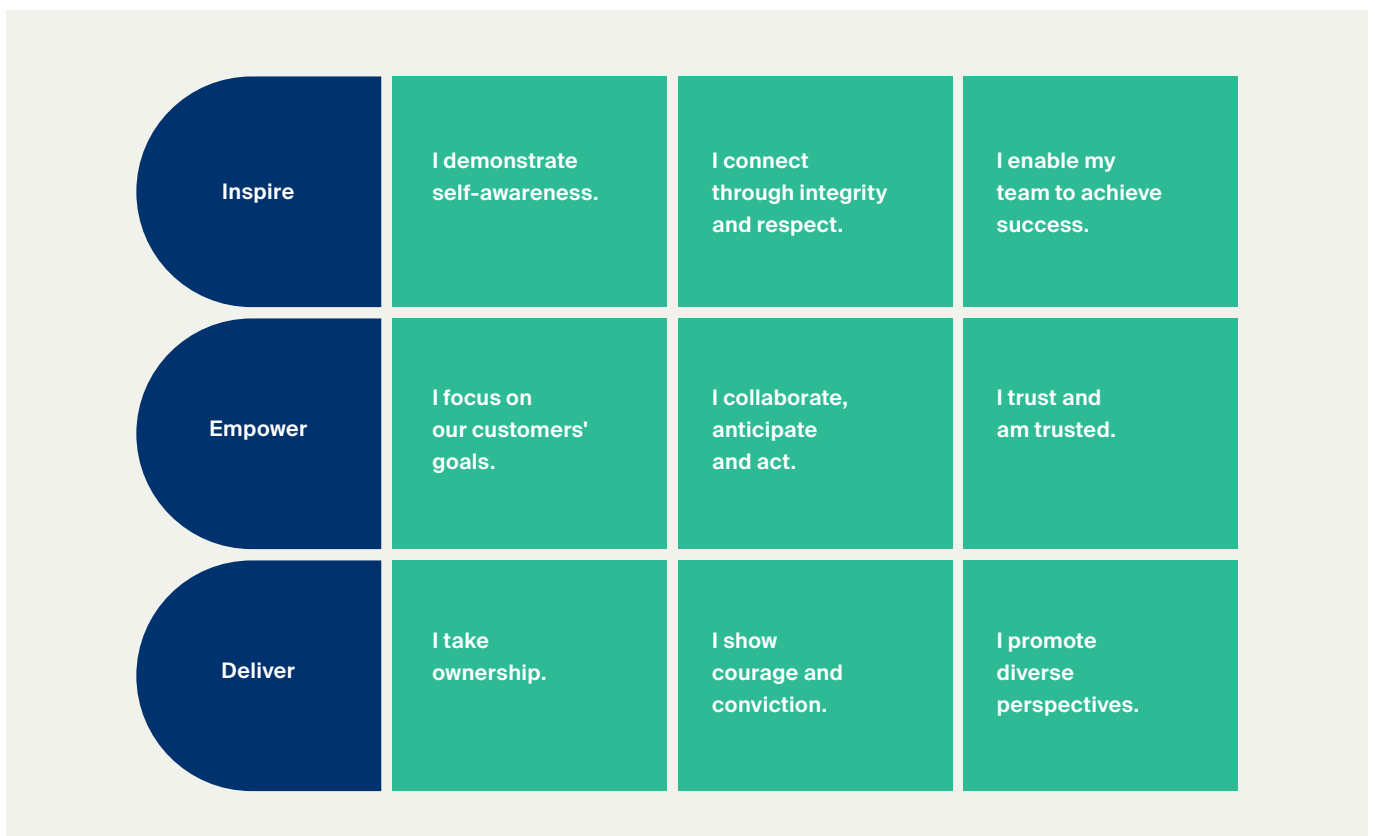 Inspire
I demonstrate
self-awareness.
I connect
through integrity
and respect.
I enable my
team to achieve
success.
Empower
I focus on
our customers'
goals.
I collaborate,
anticipate
and act.
I trust and
am trusted.
Deliver
I take
ownership.
I show
courage and
conviction.
I promote
diverse
perspectives.